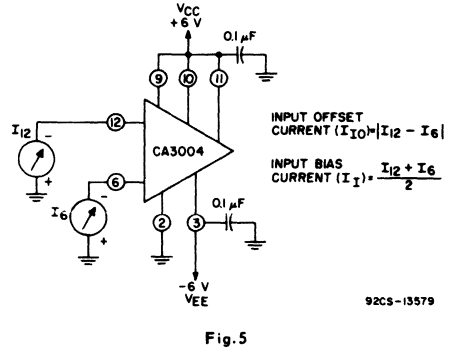 VCC
+6 V
0.1 μF
9
10
11
I12
-
12
CA3004
+
6
-
I6
+
2
3
0.1 μF
-6 V
VEE
INPUT OFFSET
CURRENT (IIO)=|I12 - I6|
INPUT BIAS
CURRENT (II)= I12 + I6
2
92CS-13579
Fig.5